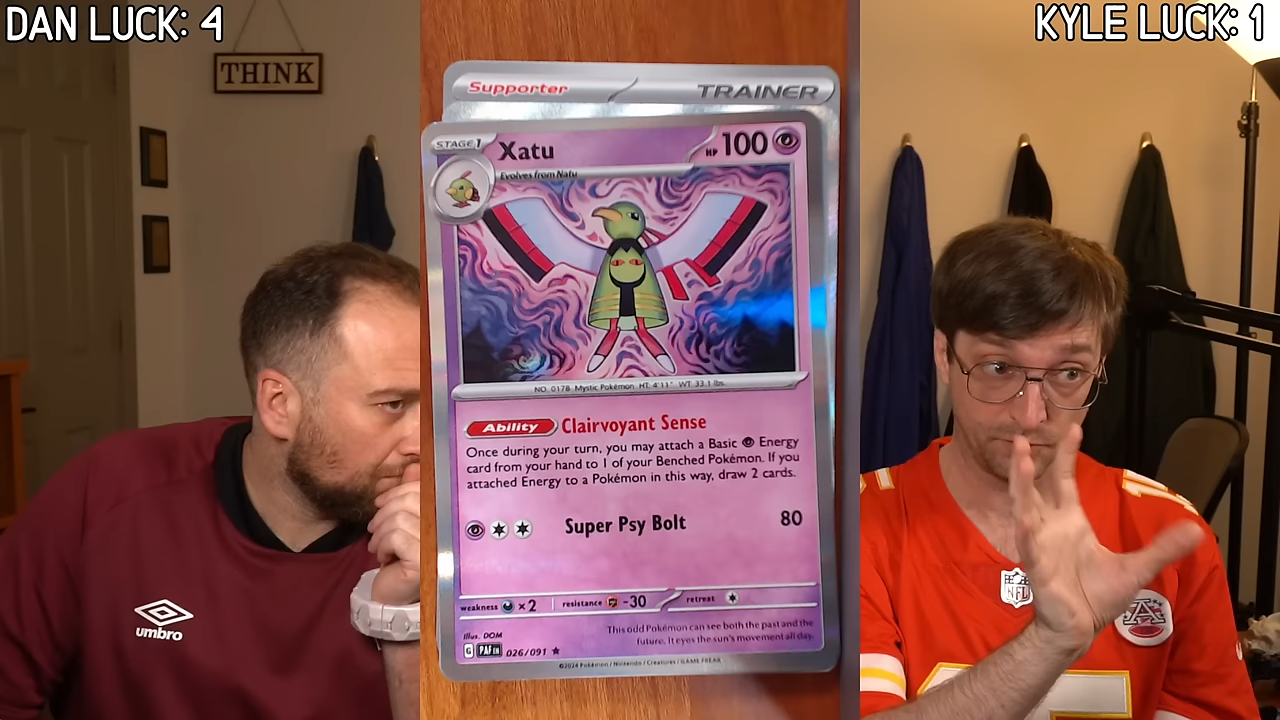 DAN LUCK: 4
KYLE LUCK: 1
THINK
Supporter
TRAINER
STAGE 1
Xatu
HP 100
Evolves from Natu
NO. 0178 Mystic Pokémon HT: 4'11" WT: 33.1 lbs.
Ability Clairvoyant Sense
Once during your turn, you may attach a Basic Energy
card from your hand to 1 of your Benched Pokémon. If you
attached Energy to a Pokémon in this way, draw 2 cards.
Super Psy Bolt 80
weakness ×2 resistance -30 retreat
Illus. DOM
This odd Pokémon can see both the past and the
future. It eyes the sun's movement all day.
G PAF EN 026/091 ★
©2024 Pokémon / Nintendo / Creatures / GAME FREAK
umbro
NFL